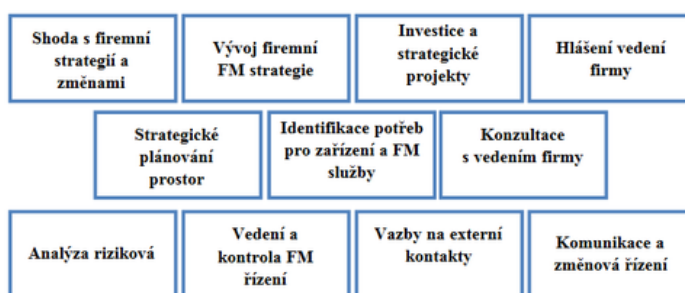 Shoda s firemní
strategií a
změnami
Vývoj firemní
FM strategie
Investice a
strategické
projekty
Hlášení vedení
firmy
Strategické
plánování
prostor
Identifikace potřeb
pro zařízení a FM
služby
Konzultace
s vedením firmy
Analýza riziková
Vedení a
kontrola FM
řízení
Vazby na externí
kontakty
Komunikace a
změnová řízení